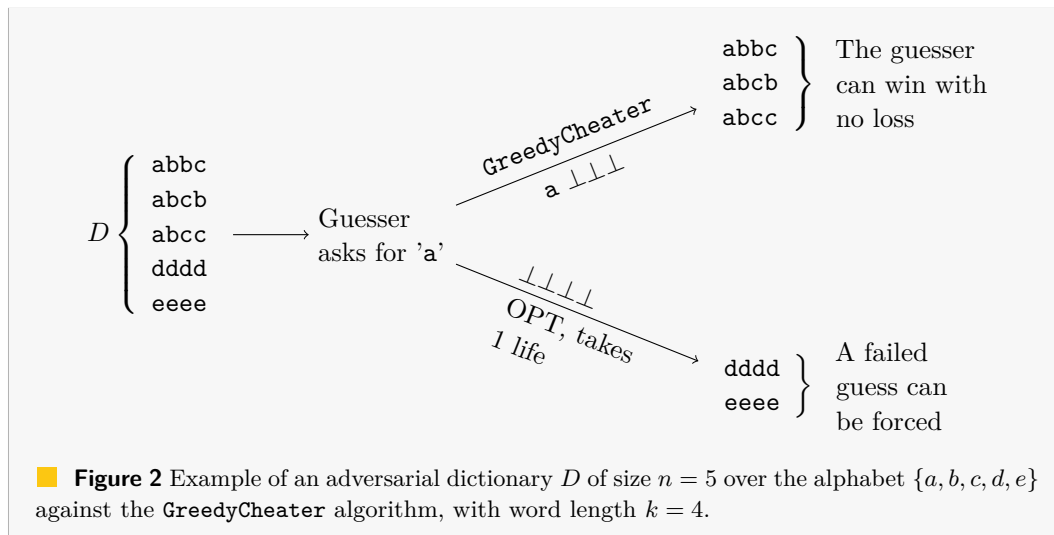 abbc
abcb
abcc
The guesser
can win with
no loss
GreedyCheater
a ⊥⊥⊥
D
abbc
abcb
abcc
dddd
eeee
Guesser
asks for 'a'
⊥⊥⊥⊥
OPT, takes
1 life
dddd
eeee
A failed
guess can
be forced
Figure 2 Example of an adversarial dictionary D of size n = 5 over the alphabet {a, b, c, d, e}
against the GreedyCheater algorithm, with word length k = 4.